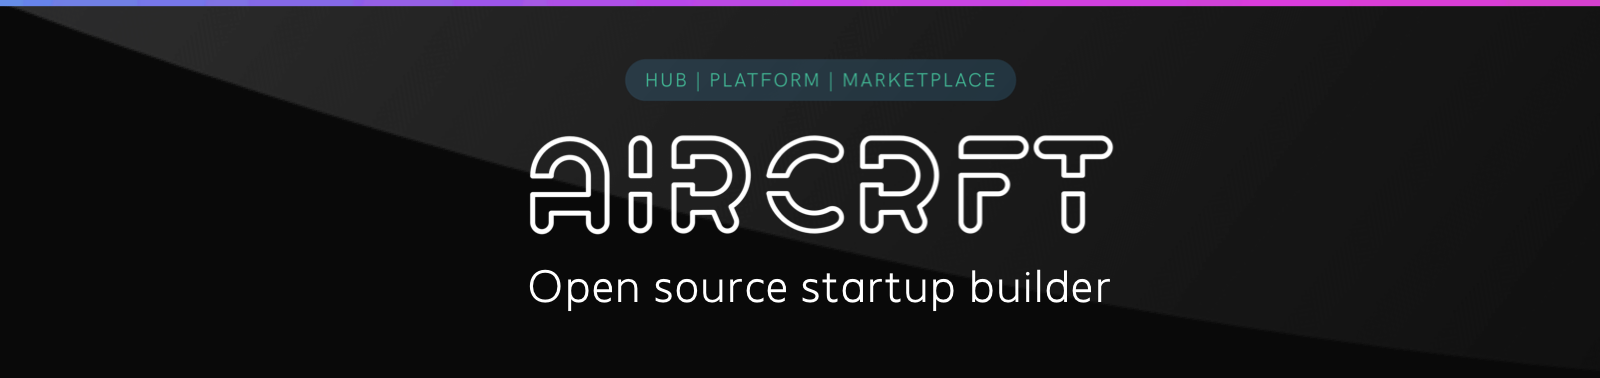 HUB | PLATFORM | MARKETPLACE
AIRCRFT
Open source startup builder